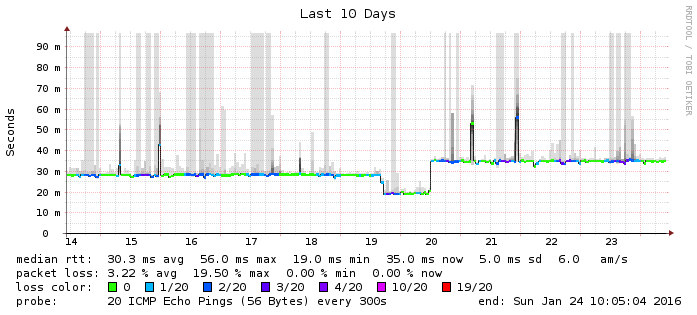 Last 10 Days
RRDTOOL / TOBI OETIKER
Seconds
90 m
80 m
70 m
60 m
50 m
40 m
30 m
20 m
10 m
0
14 15 16 17 18 19 20 21 22 23
median rtt: 30.3 ms avg 56.0 ms max 19.0 ms min 35.0 ms now 5.0 ms sd 6.0 am/s
packet loss: 3.22 % avg 19.50 % max 0.00 % min 0.00 % now
loss color: 0 1/20 2/20 3/20 4/20 10/20 19/20
probe: 20 ICMP Echo Pings (56 Bytes) every 300s end: Sun Jan 24 10:05:04 2016